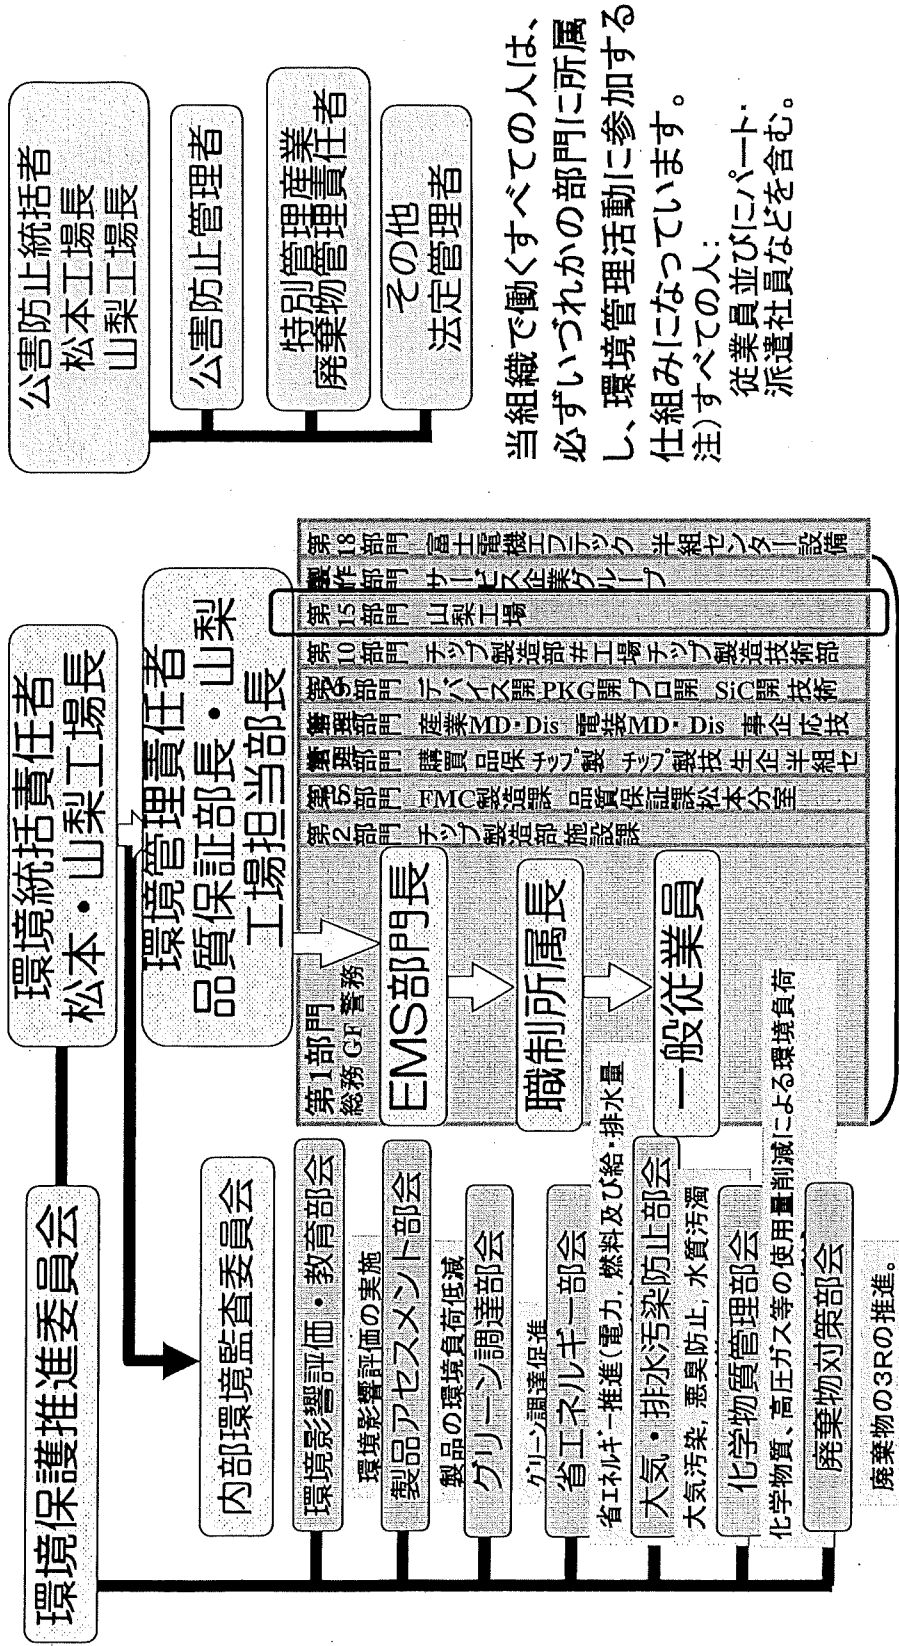 環境保護推進委員会
環境統括責任者
松本・山梨工場長
公害防止統括者
松本工場長
山梨工場長
内部環境監査委員会
環境管理責任者
品質保証部長・山梨
工場担当部長
公害防止管理者
特別管理産業
廃棄物管理責任者
その他
法定管理者
環境影響評価・教育部会
環境影響評価の実施
製品アセスメント部会
製品の環境負荷低減
グリーン調達部会
グリーン調達促進
省エネルギー部会
省エネルギー推進(電力,燃料及び給・排水量
大気・排水汚染防止部会
大気汚染,悪臭防止,水質汚濁
化学物質管理部会
化学物質、高圧ガス等の使用量削減による環境負荷
廃棄物対策部会
廃棄物の3Rの推進。
第1部門
総務 GF 警務
EMS部門長
職制所属長
一般従業員
第2部門 チップ製造部施設課
部門 FMC製造課 品質保証課松本分室
部門 購買 品保 チップ製 チップ製技 生企 半組セ
部門 産業MD・Dis 電装MD・Dis 事企 応技
部門 デバイス開 PKG開 プロ開 SiC開 技術
第10部門 チップ製造部#工場 チップ製造技術部
第15部門 山梨工場
部門 サービス企業グループ
第18部門 富士電機エフテック 半組センター設備
当組織で働くすべての人は、
必ずいづれかの部門に所属
し、環境管理活動に参加する
仕組みになっています。
注)すべての人:
従業員並びにパート・
派遣社員などを含む。